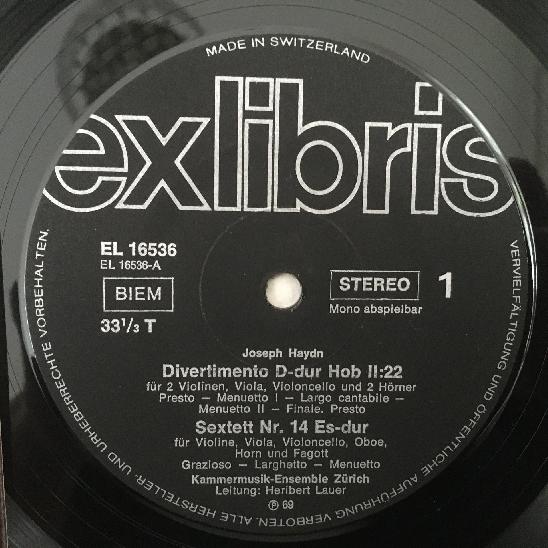 MADE IN SWITZERLAND
exlibris
EL 16536
EL 16536-A
BIEM
33 1/3 T
STEREO 1
Mono abspielbar
Joseph Haydn
Divertimento D-dur Hob II:22
für 2 Violinen, Viola, Violoncello und 2 Hörner
Presto – Menuetto I – Largo cantabile –
Menuetto II – Finale. Presto
Sextett Nr. 14 Es-dur
für Violine, Viola, Violoncello, Oboe,
Horn und Fagott
Grazioso – Larghetto – Menuetto
Kammermusik-Ensemble Zürich
Leitung: Heribert Lauer
Ⓟ 69
VERVIELFÄLTIGUNG UND ÖFFENTLICHE AUFFÜHRUNG VERBOTEN. ALLE HERSTELLER- UND URHEBERRECHTE VORBEHALTEN.